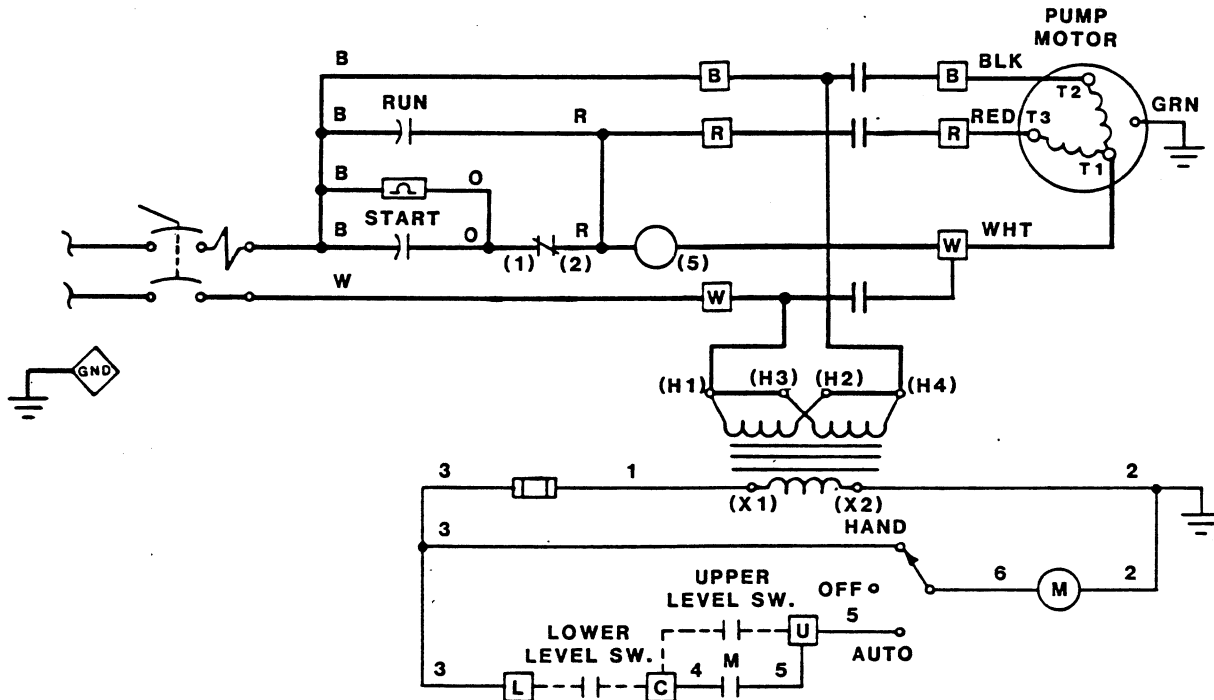 PUMP
MOTOR
B
B
B
BLK
T2
GRN
RUN
B
R
R
R
RED
T3
T1
B
O
START
B
O
R
(1)
(2)
(5)
W
WHT
W
W
GND
(H1)
(H3)
(H2)
(H4)
3
1
(X1)
(X2)
2
3
HAND
6
M
2
UPPER
LEVEL SW.
OFF
5
U
AUTO
LOWER
LEVEL SW.
3
L
C
4
M
5